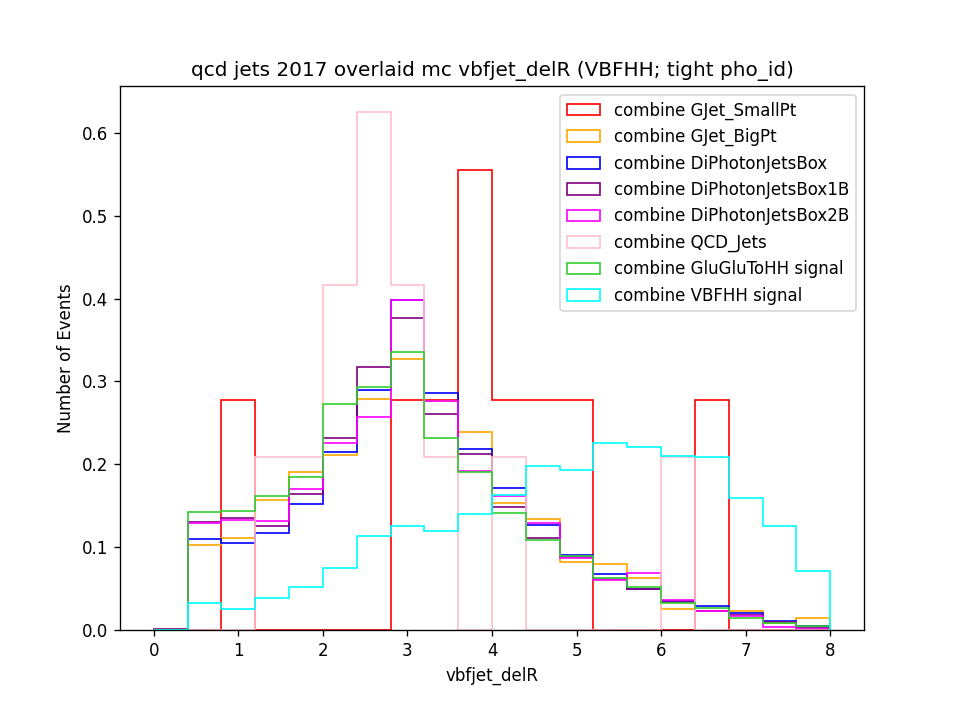 qcd jets 2017 overlaid mc vbfjet_delR (VBFHH; tight pho_id)
combine GJet_SmallPt
combine GJet_BigPt
combine DiPhotonJetsBox
combine DiPhotonJetsBox1B
combine DiPhotonJetsBox2B
combine QCD_Jets
combine GluGluToHH signal
combine VBFHH signal
Number of Events
0.6
0.5
0.4
0.3
0.2
0.1
0.0
0 1 2 3 4 5 6 7 8
vbfjet_delR